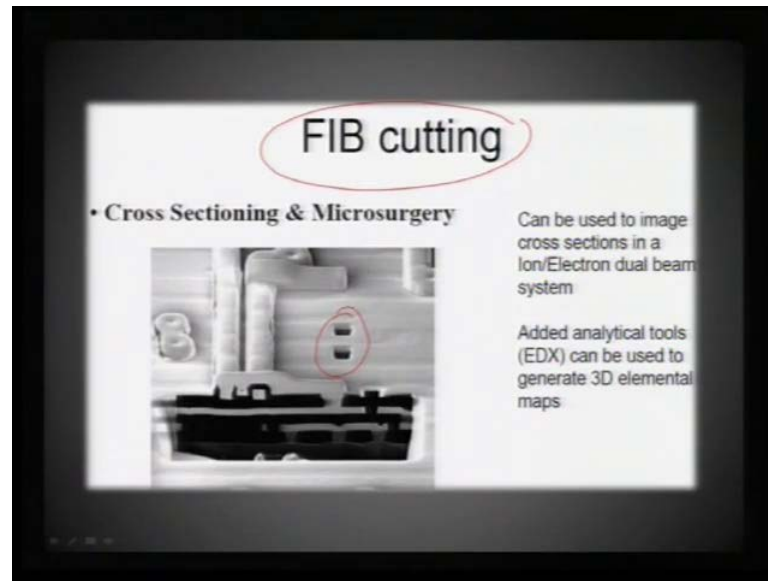 FIB cutting
• Cross Sectioning & Microsurgery
Can be used to image
cross sections in a
Ion/Electron dual beam
system
Added analytical tools
(EDX) can be used to
generate 3D elemental
maps